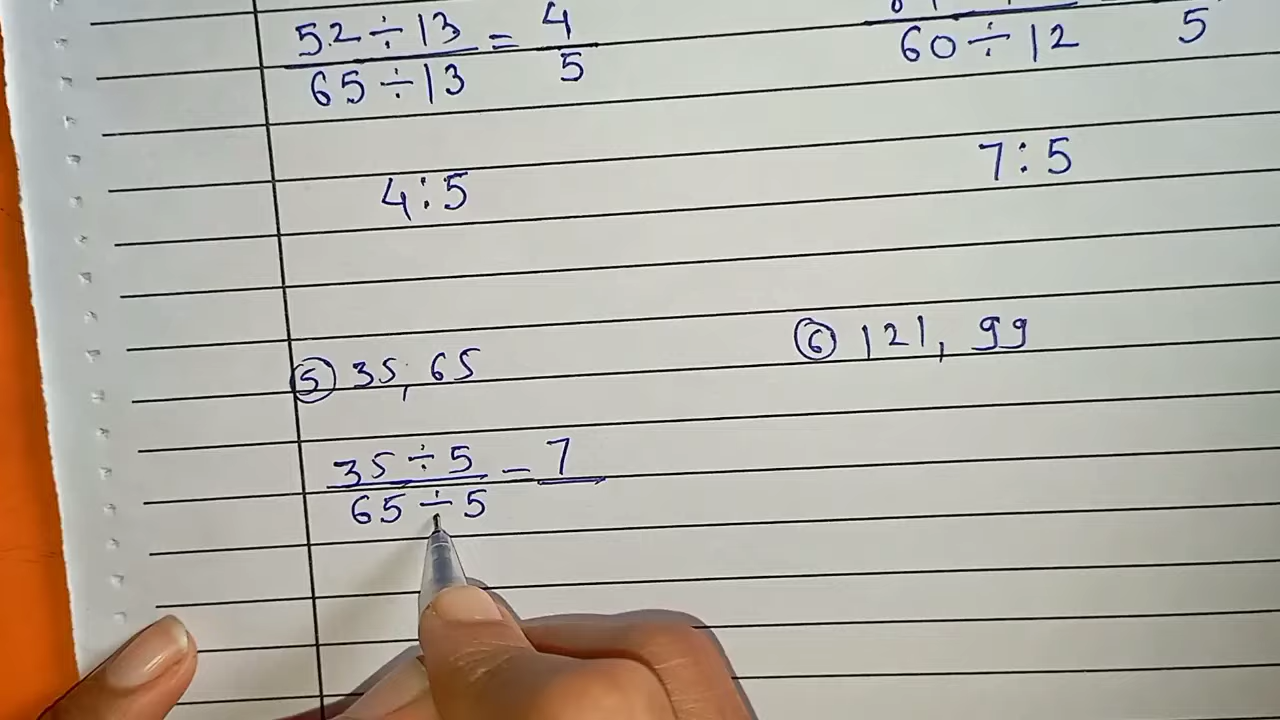 52÷13 = 4
65÷13 5
4:5
60÷12 5
7:5
⑤ 35, 65
35÷5 = 7
65÷5
⑥ 121, 99